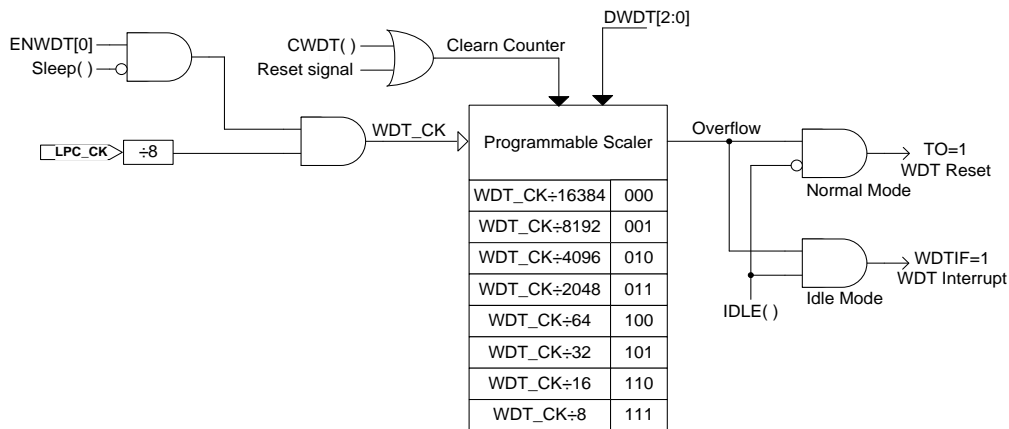 DWDT[2:0]
ENWDT[0]
Sleep( )
CWDT( )
Reset signal
Clearn Counter
LPC_CK
÷8
WDT_CK
Programmable Scaler
WDT_CK÷16384 000
WDT_CK÷8192 001
WDT_CK÷4096 010
WDT_CK÷2048 011
WDT_CK÷64 100
WDT_CK÷32 101
WDT_CK÷16 110
WDT_CK÷8 111
Overflow
TO=1
WDT Reset
Normal Mode
WDTIF=1
WDT Interrupt
Idle Mode
IDLE( )